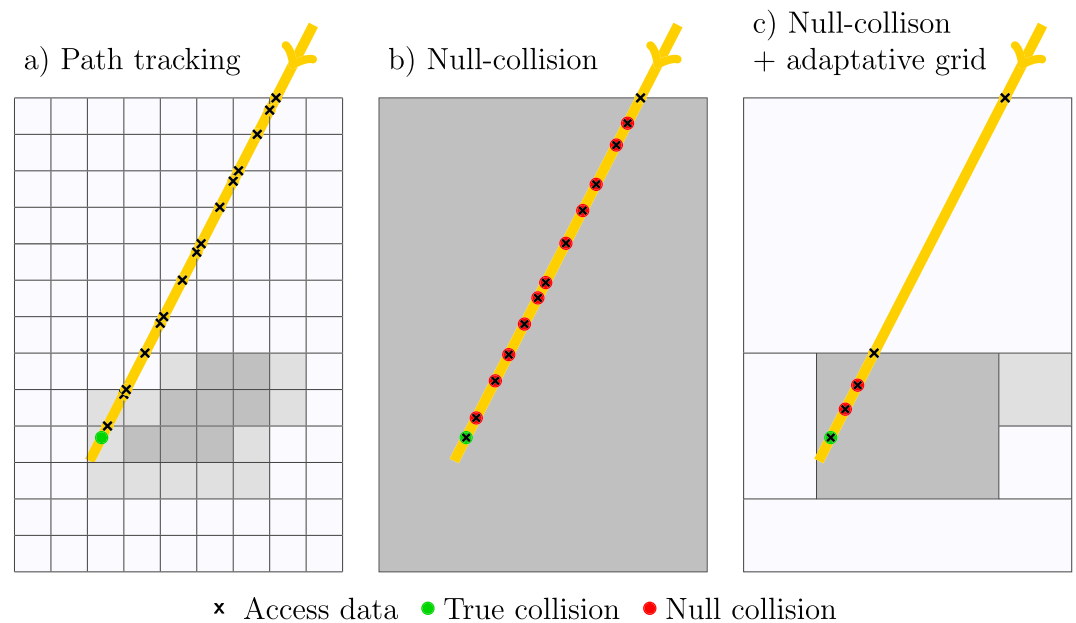 a) Path tracking
b) Null-collision
c) Null-collison
+ adaptative grid
x Access data
True collision
Null collision